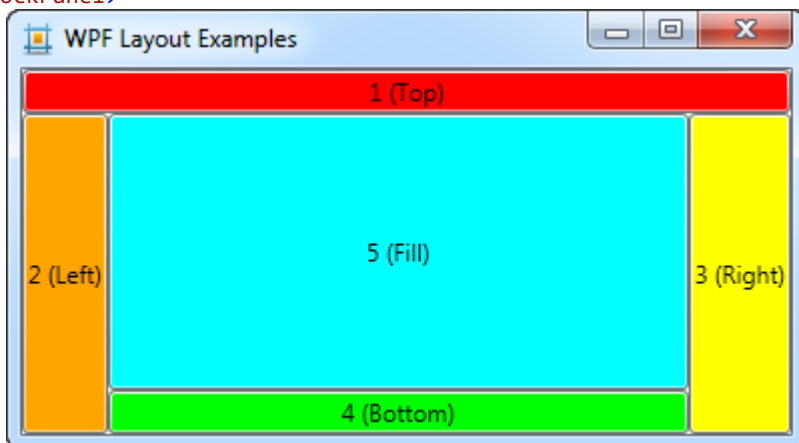 WPF Layout Examples
1 (Top)
2 (Left)
5 (Fill)
3 (Right)
4 (Bottom)